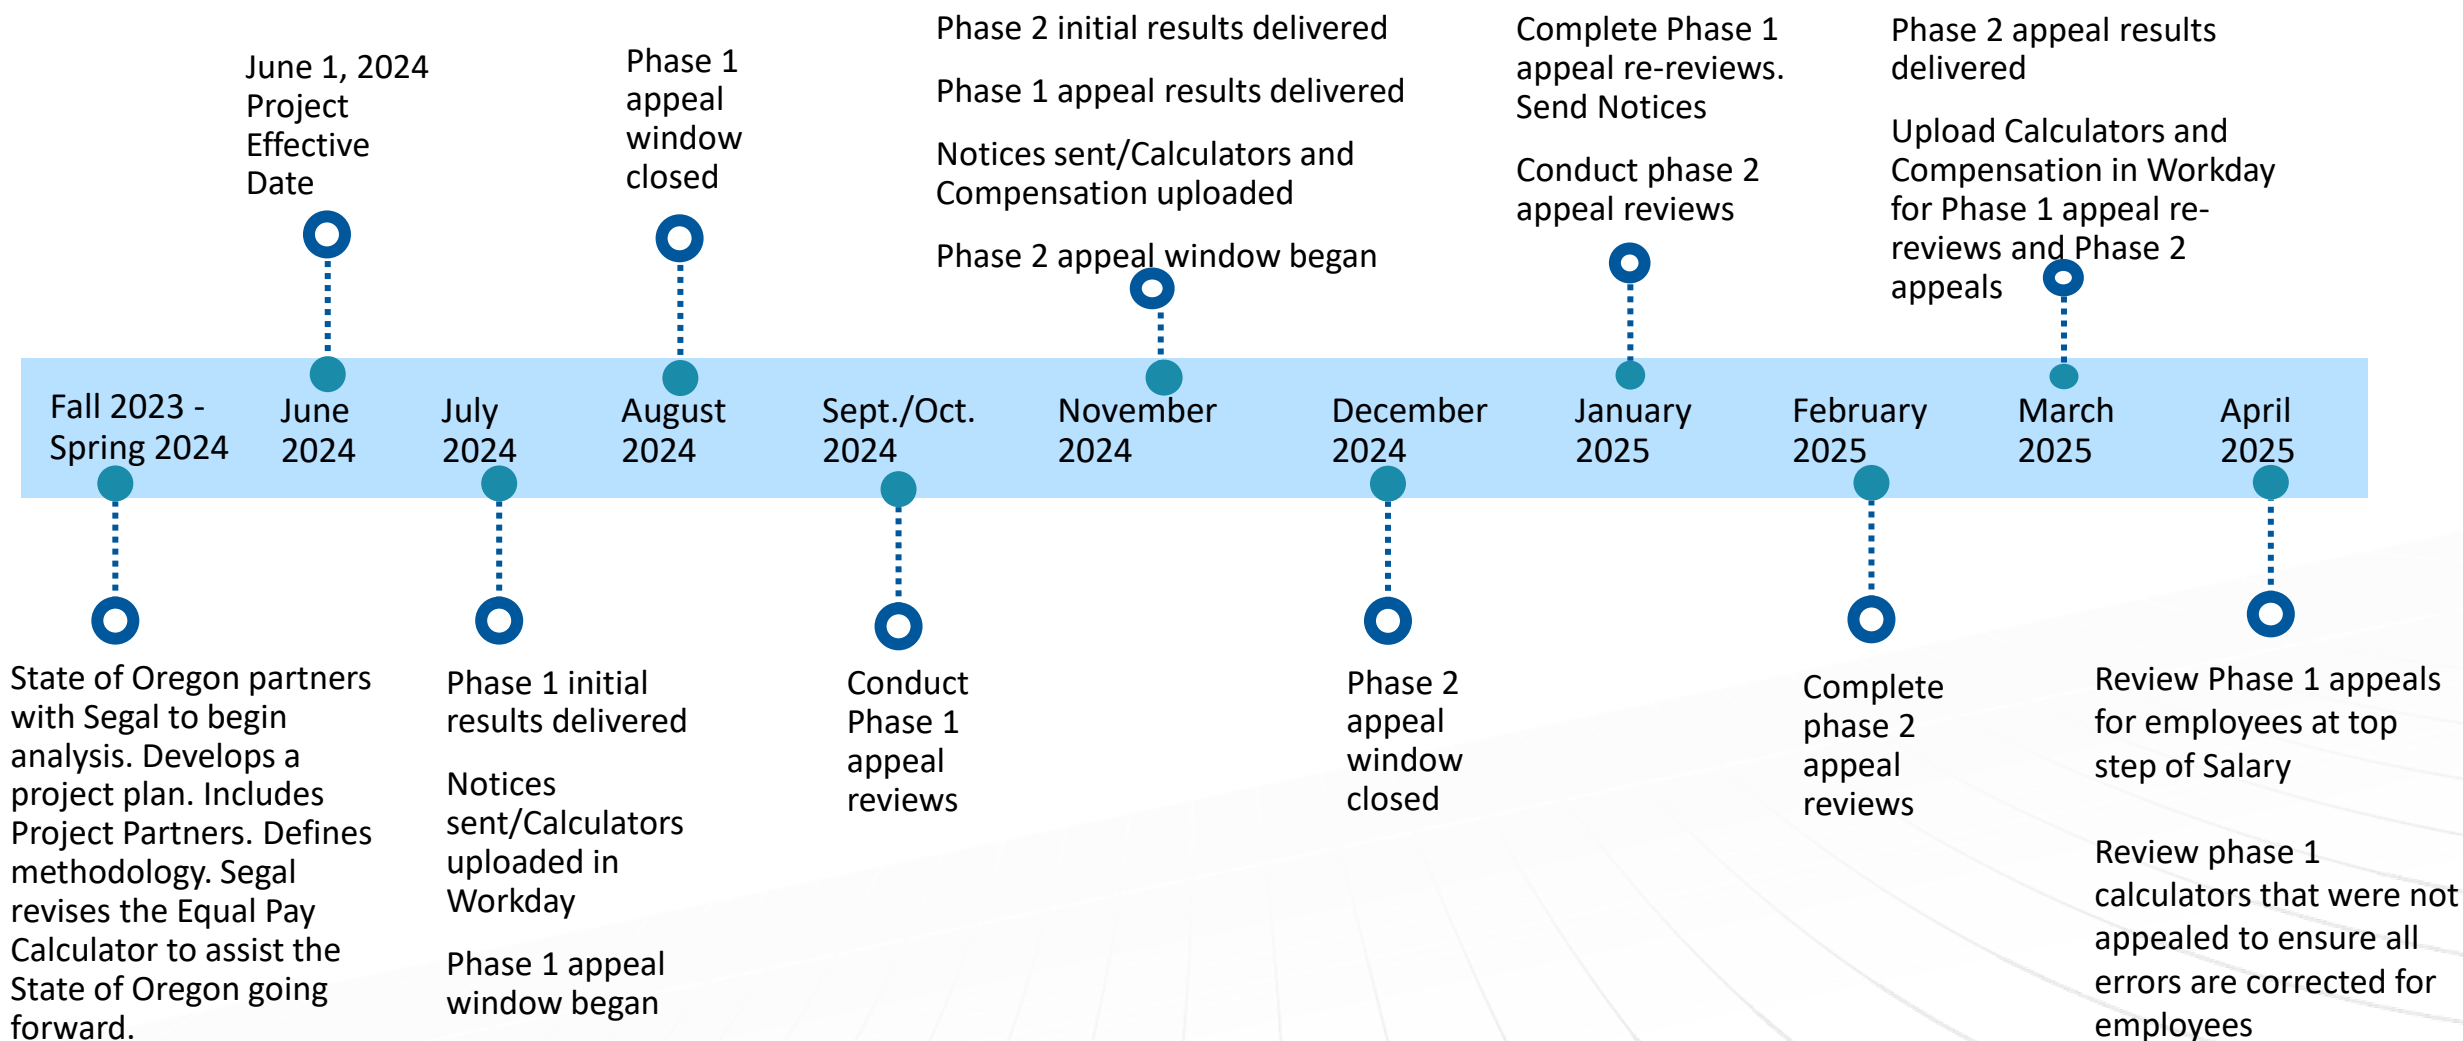 June 1, 2024
Project
Effective
Date
Phase 1
appeal
window
closed
Phase 2 initial results delivered
Phase 1 appeal results delivered
Notices sent/Calculators and
Compensation uploaded
Phase 2 appeal window began
Complete Phase 1
appeal re-reviews.
Send Notices
Conduct phase 2
appeal reviews
Phase 2 appeal results
delivered
Upload Calculators and
Compensation in Workday
for Phase 1 appeal re-
reviews and Phase 2
appeals
Fall 2023 -
Spring 2024
June
2024
July
2024
August
2024
Sept./Oct.
2024
November
2024
December
2024
January
2025
February
2025
March
2025
April
2025
State of Oregon partners
with Segal to begin
analysis. Develops a
project plan. Includes
Project Partners. Defines
methodology. Segal
revises the Equal Pay
Calculator to assist the
State of Oregon going
forward.
Phase 1 initial
results delivered
Notices
sent/Calculators
uploaded in
Workday
Phase 1 appeal
window began
Conduct
Phase 1
appeal
reviews
Phase 2
appeal
window
closed
Complete
phase 2
appeal
reviews
Review Phase 1 appeals
for employees at top
step of Salary
Review phase 1
calculators that were not
appealed to ensure all
errors are corrected for
employees